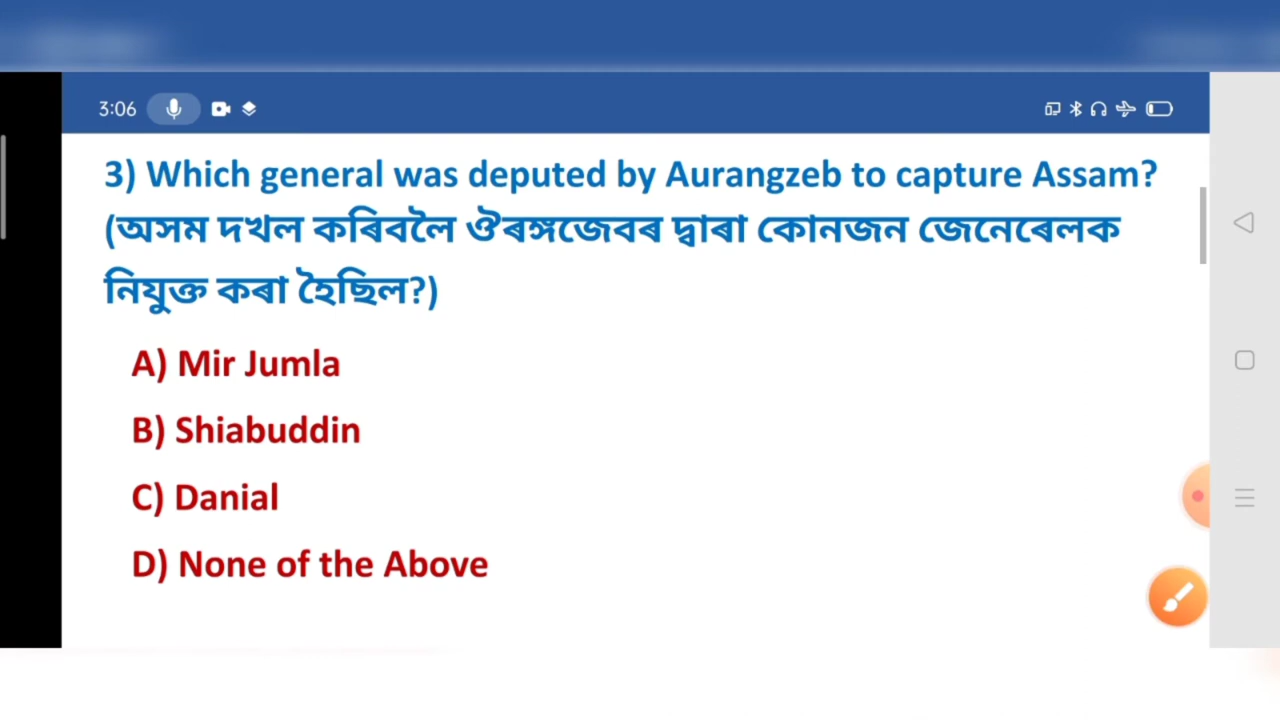 3:06
3) Which general was deputed by Aurangzeb to capture Assam?
(অসম দখল কৰিবলৈ ঔৰঙ্গজেবৰ দ্বাৰা কোনজন জেনেৰেলক
নিযুক্ত কৰা হৈছিল?)
A) Mir Jumla
B) Shiabuddin
C) Danial
D) None of the Above